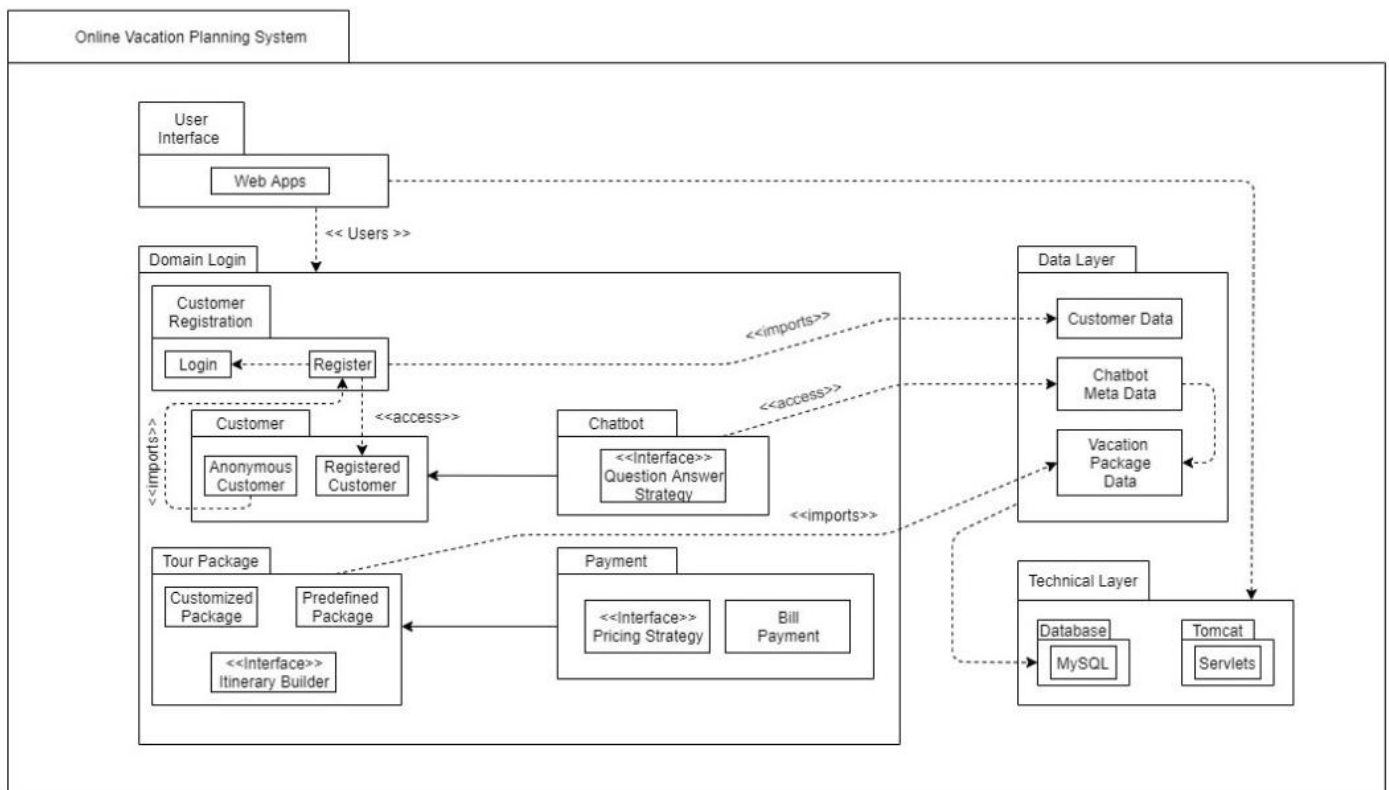 Online Vacation Planning System
User
Interface
Web Apps
<< Users >>
Domain Login
Data Layer
Customer
Registration
Login
Register
<<imports>>
Customer Data
<<access>>
<<imports>>
Customer
Anonymous
Customer
Registered
Customer
Chatbot
<<Interface>>
Question Answer
Strategy
<<access>>
Chatbot
Meta Data
Vacation
Package
Data
<<imports>>
Tour Package
Customized
Package
Predefined
Package
<<Interface>>
Itinerary Builder
Payment
<<Interface>>
Pricing Strategy
Bill
Payment
Technical Layer
Database
MySQL
Tomcat
Servlets